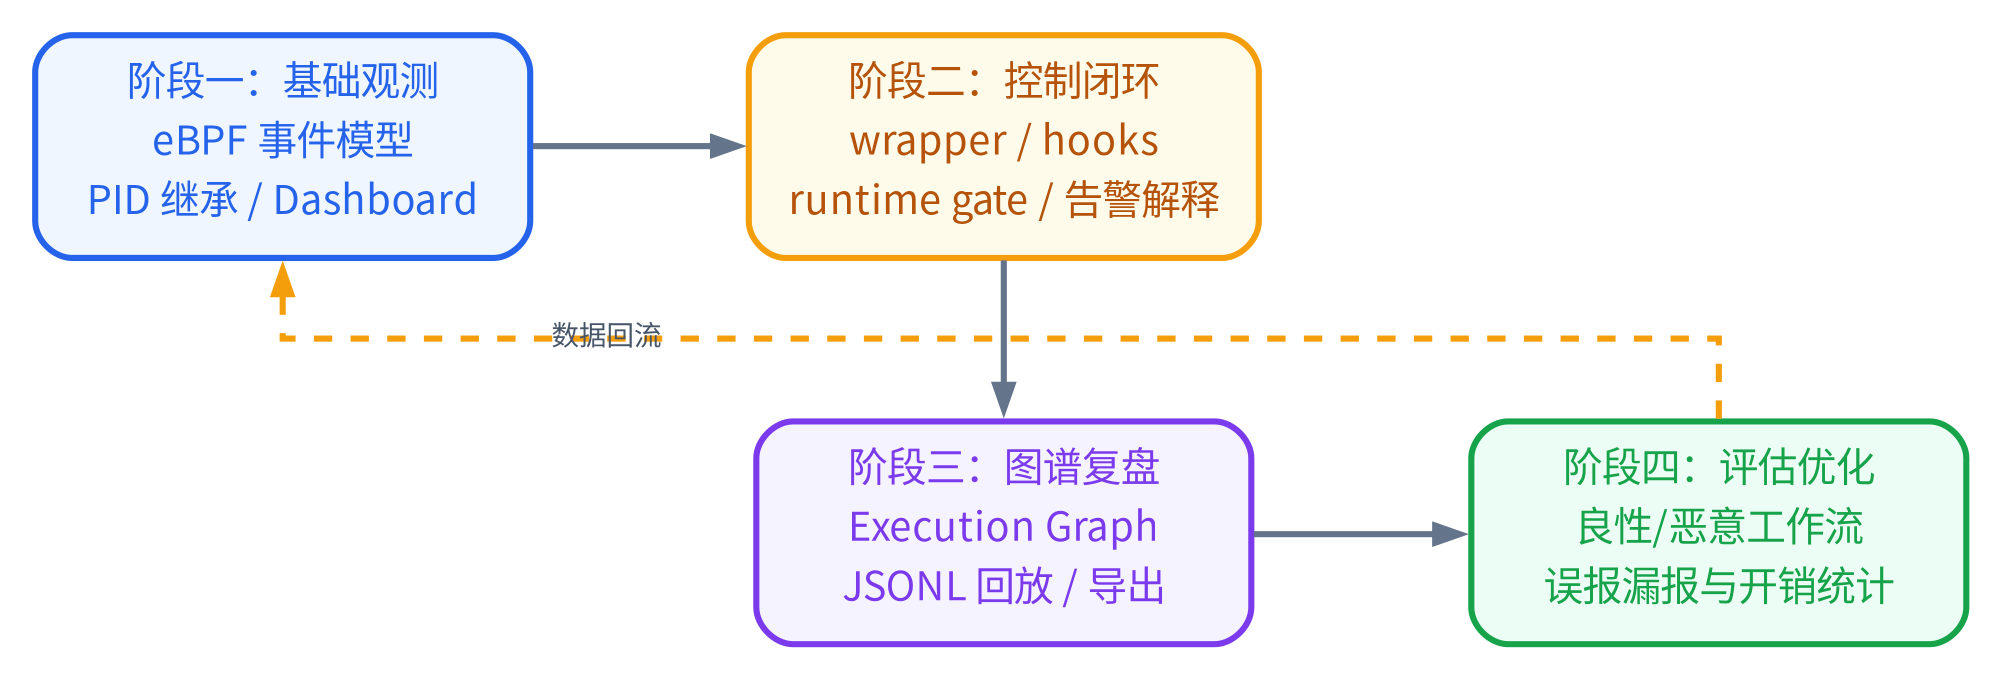 阶段一：基础观测
eBPF 事件模型
PID 继承 / Dashboard
阶段二：控制闭环
wrapper / hooks
runtime gate / 告警解释
数据回流
阶段三：图谱复盘
Execution Graph
JSONL 回放 / 导出
阶段四：评估优化
良性/恶意工作流
误报漏报与开销统计